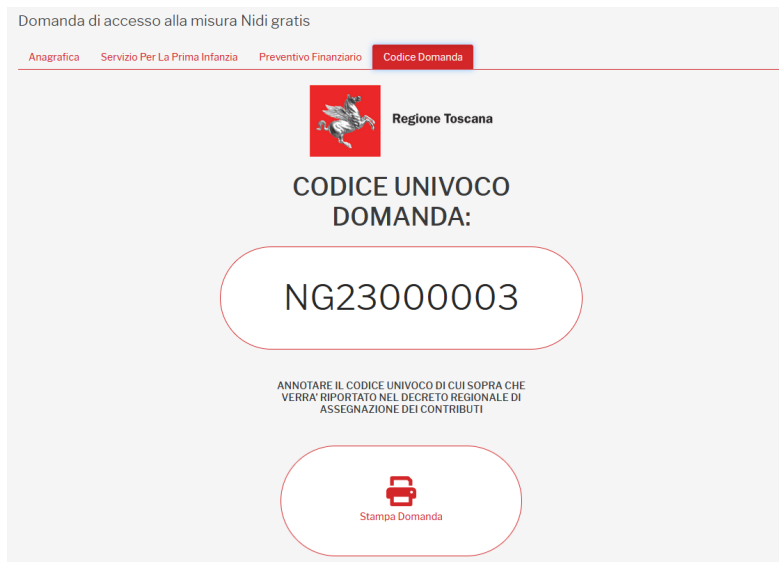 Domanda di accesso alla misura Nidi gratis
Anagrafica Servizio Per La Prima Infanzia Preventivo Finanziario Codice Domanda
Regione Toscana
CODICE UNIVOCO
DOMANDA:
NG23000003
ANNOTARE IL CODICE UNIVOCO DI CUI SOPRA CHE
VERRA' RIPORTATO NEL DECRETO REGIONALE DI
ASSEGNAZIONE DEI CONTRIBUTI
Stampa Domanda